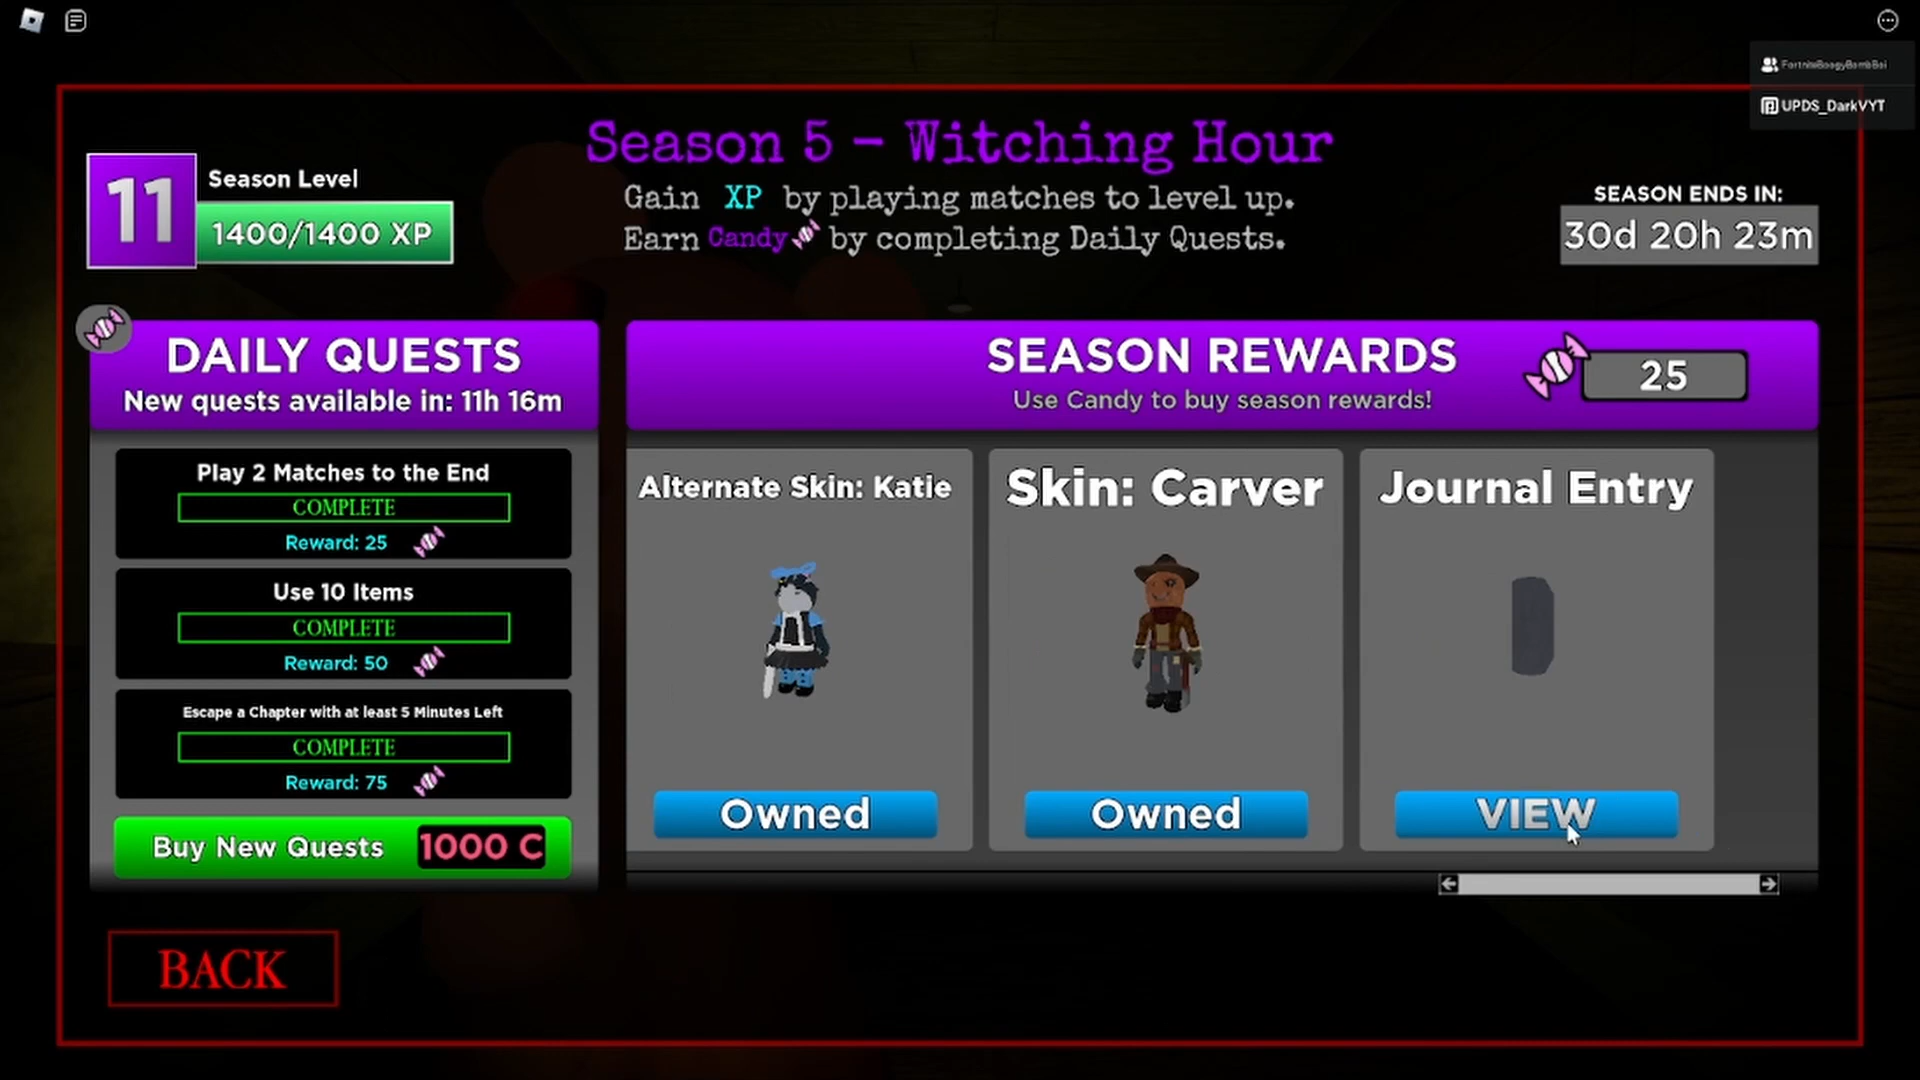 UPDS_DarkVYT
Season 5 - Witching Hour
11
Season Level
1400/1400 XP
Gain XP by playing matches to level up.
Earn Candy by completing Daily Quests.
SEASON ENDS IN:
30d 20h 23m
DAILY QUESTS
New quests available in: 11h 16m
Play 2 Matches to the End
COMPLETE
Reward: 25
Use 10 Items
COMPLETE
Reward: 50
Escape a Chapter with at least 5 Minutes Left
COMPLETE
Reward: 75
Buy New Quests 1000 C
SEASON REWARDS
Use Candy to buy season rewards!
25
Alternate Skin: Katie
Owned
Skin: Carver
Owned
Journal Entry
VIEW
BACK